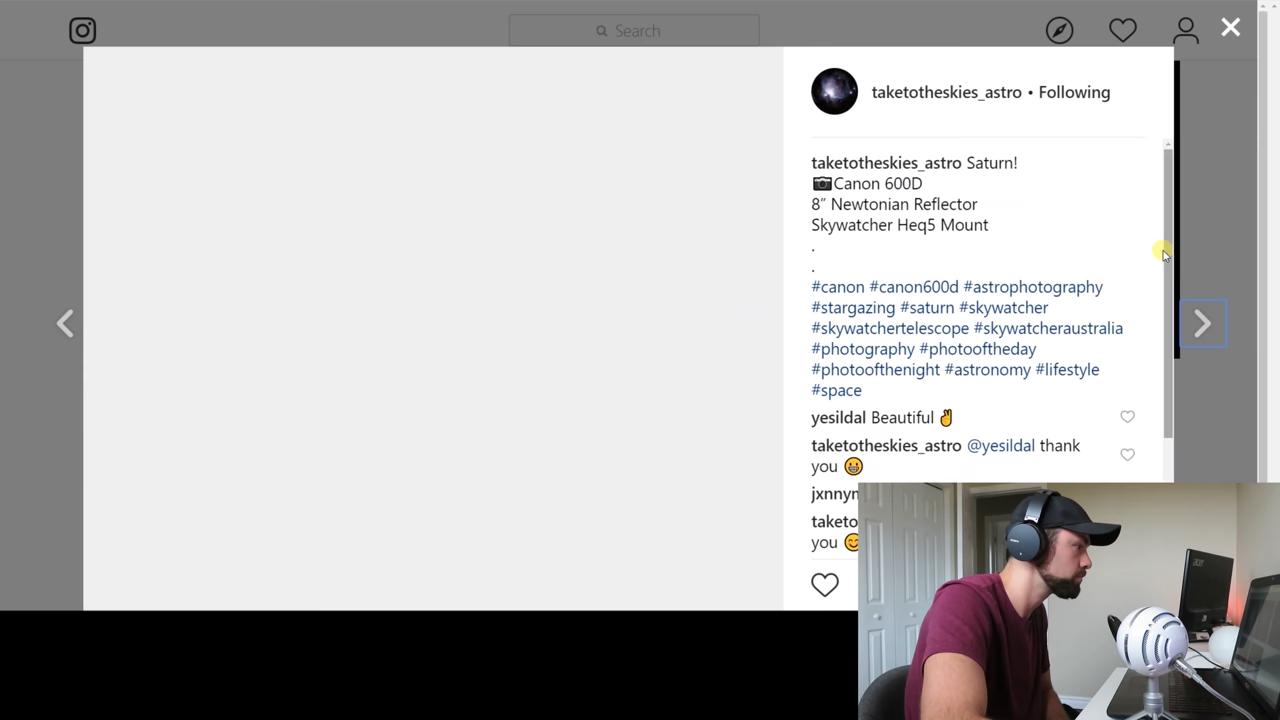 Search
taketotheskies_astro • Following
taketotheskies_astro Saturn!
📷Canon 600D
8″ Newtonian Reflector
Skywatcher Heq5 Mount
.
.
#canon #canon600d #astrophotography
#stargazing #saturn #skywatcher
#skywatchertelescope #skywatcheraustralia
#photography #photooftheday
#photoofthenight #astronomy #lifestyle
#space
yesildal Beautiful ✌
taketotheskies_astro @yesildal thank
you 😀
you 😊
acer